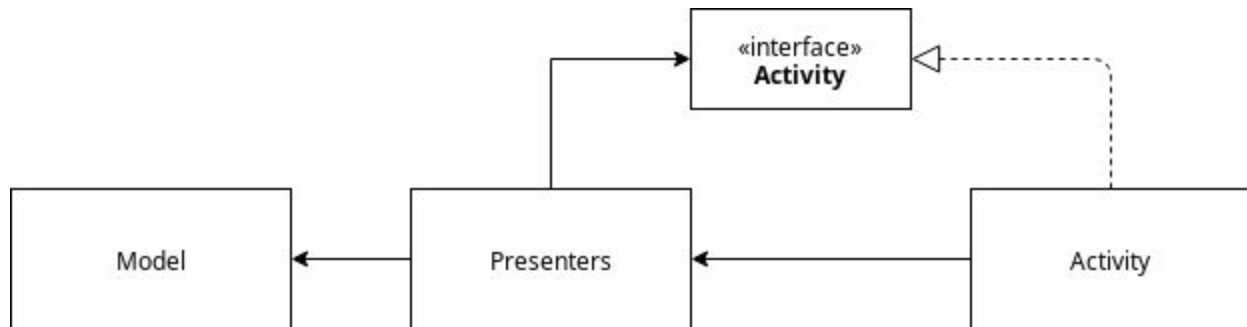 «interface»
Activity
Model
Presenters
Activity